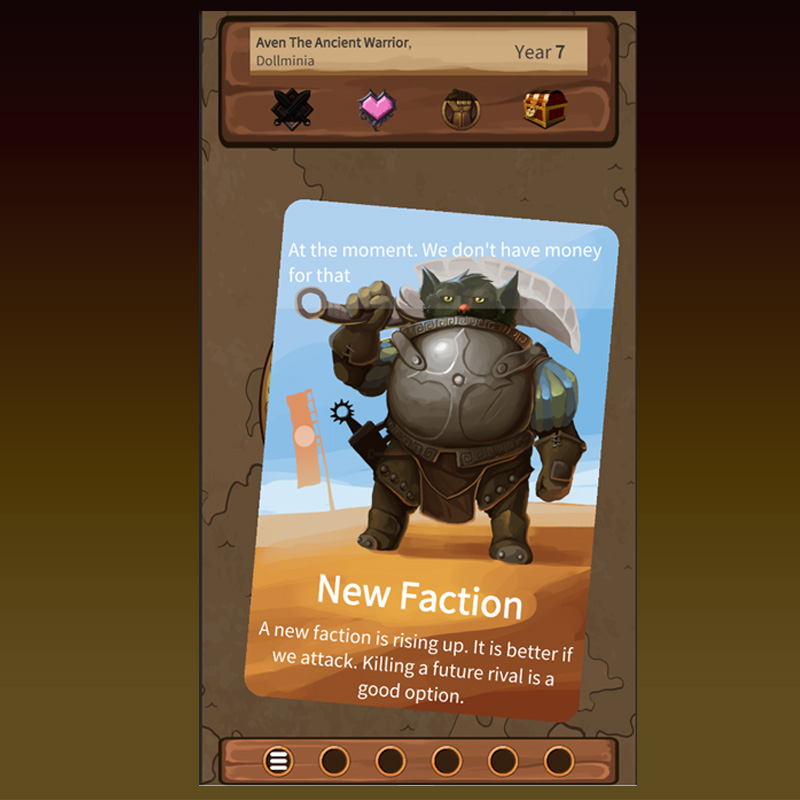 Aven The Ancient Warrior,
Dollminia
Year 7
At the moment. We don't have money
for that
New Faction
A new faction is rising up. It is better if
we attack. Killing a future rival is a
good option.